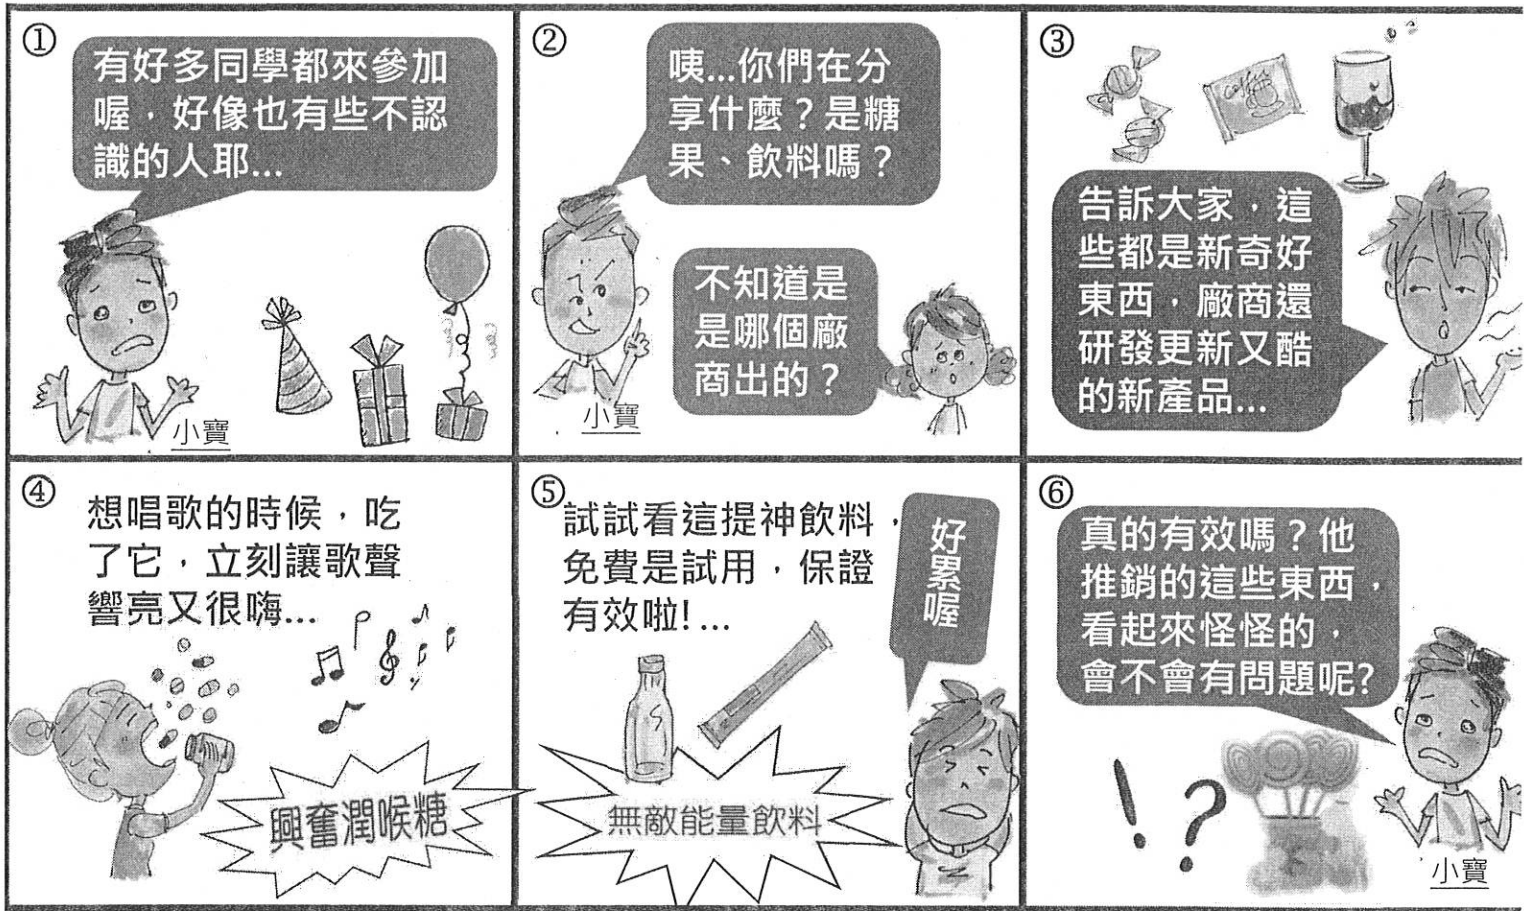 ①
有好多同學都來參加
喔，好像也有些不認
識的人耶...
小寶
②
咦...你們在分
享什麼？是糖
果、飲料嗎？
不知道是
是哪個廠
商出的？
小寶
③
coffee
告訴大家，這
些都是新奇好
東西，廠商還
研發更新又酷
的新產品...
④
想唱歌的時候，吃
了它，立刻讓歌聲
響亮又很嗨...
興奮潤喉糖
⑤
試試看這提神飲料，
免費是試用，保證
有效啦!...
好累喔
無敵能量飲料
⑥
真的有效嗎？他
推銷的這些東西，
看起來怪怪的，
會不會有問題呢?
!?
小寶